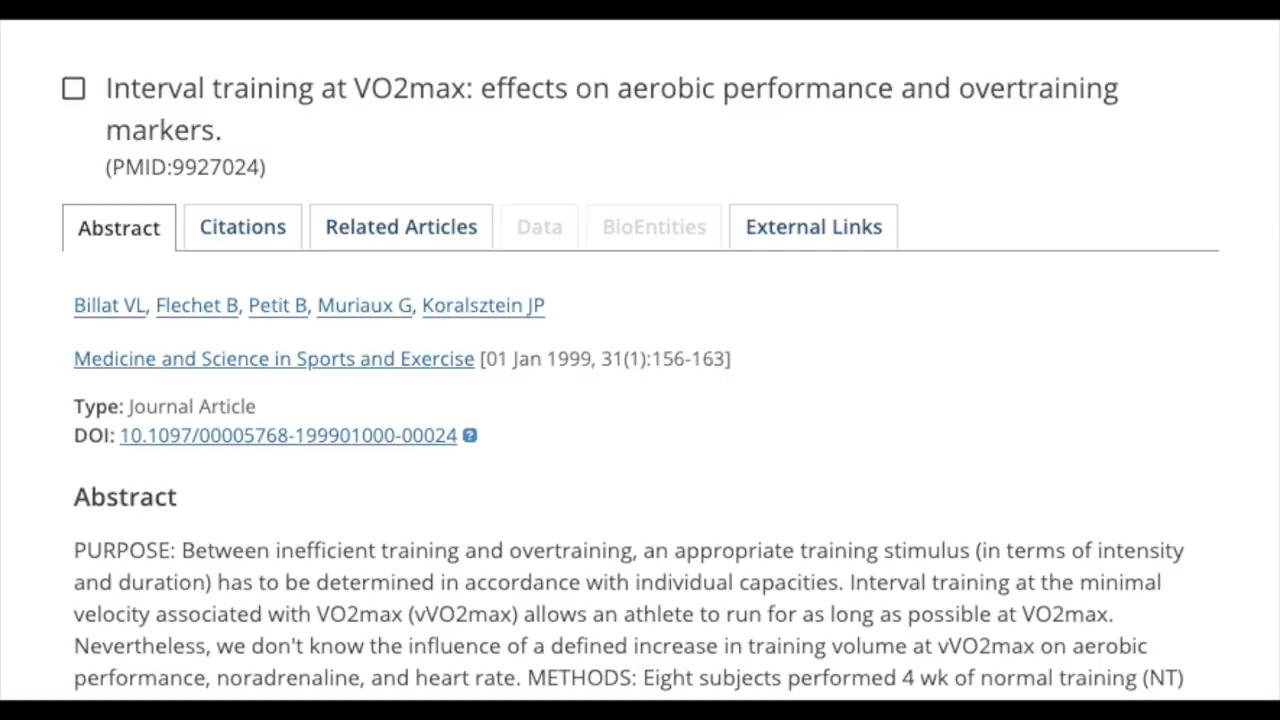 Interval training at VO2max: effects on aerobic performance and overtraining
markers.
(PMID:9927024)
Abstract Citations Related Articles Data BioEntities External Links
Billat VL, Flechet B, Petit B, Muriaux G, Koralsztein JP
Medicine and Science in Sports and Exercise [01 Jan 1999, 31(1):156-163]
Type: Journal Article
DOI: 10.1097/00005768-199901000-00024 ?
Abstract
PURPOSE: Between inefficient training and overtraining, an appropriate training stimulus (in terms of intensity
and duration) has to be determined in accordance with individual capacities. Interval training at the minimal
velocity associated with VO2max (vVO2max) allows an athlete to run for as long as possible at VO2max.
Nevertheless, we don't know the influence of a defined increase in training volume at vVO2max on aerobic
performance, noradrenaline, and heart rate. METHODS: Eight subjects performed 4 wk of normal training (NT)